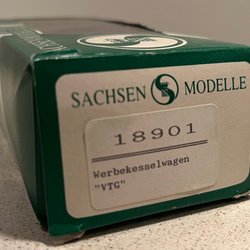 SACHSEN S MODELLE
18901
Werbekesselwagen
"VTG"